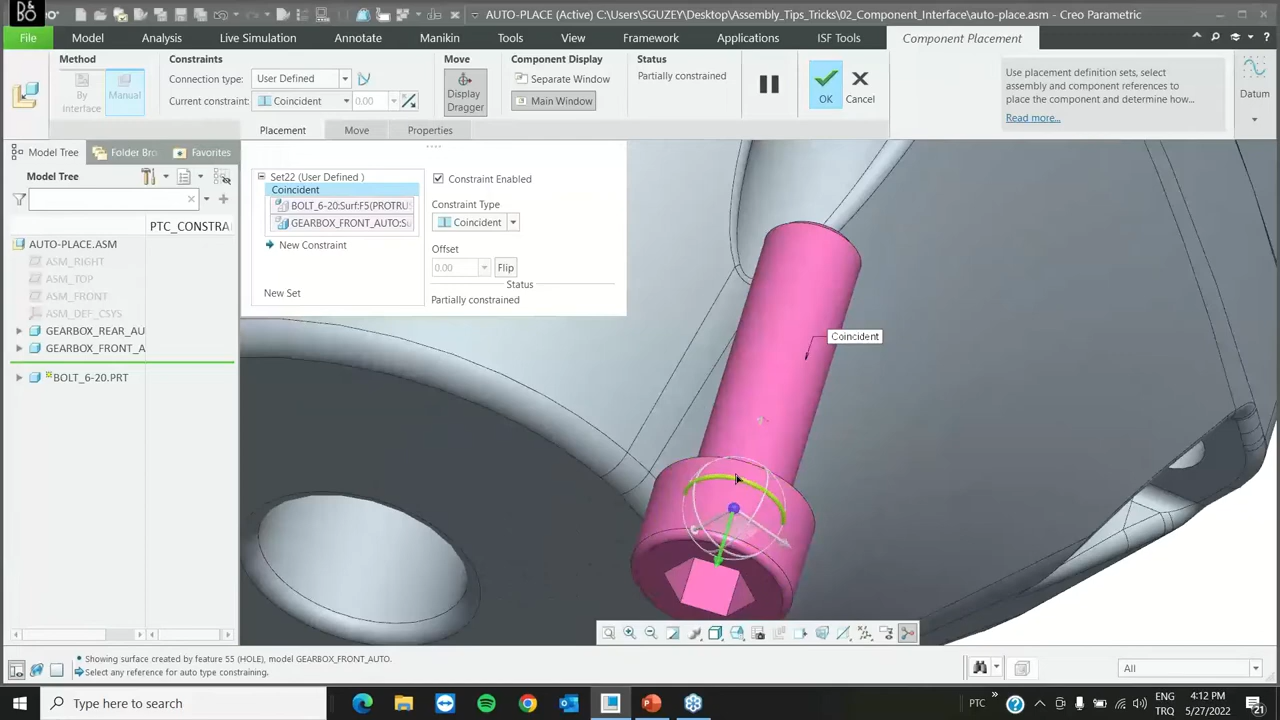 B&O
AUTO-PLACE (Active) C:\Users\SGUZEY\Desktop\Assembly_Tips_Tricks\02_Component_Interface\auto-place.asm - Creo Parametric
File Model Analysis Live Simulation Annotate Manikin Tools View Framework Applications ISF Tools Component Placement
Method Constraints Move Component Display Status
Connection type: User Defined
Current constraint: Coincident 0.00
By Interface
Manual
Display Dragger
Separate Window
Main Window
Partially constrained
OK
Cancel
Use placement definition sets, select
assembly and component references to
place the component and determine how...
Read more...
Datum
Placement Move Properties
Model Tree Folder Bro Favorites
Model Tree
PTC_CONSTRA
AUTO-PLACE.ASM
ASM_RIGHT
ASM_TOP
ASM_FRONT
ASM_DEF_CSYS
GEARBOX_REAR_AU
GEARBOX_FRONT_A
BOLT_6-20.PRT
Set22 (User Defined )
Coincident
BOLT_6-20:Surf:F5(PROTRUS
GEARBOX_FRONT_AUTO:Su
New Constraint
New Set
Constraint Enabled
Constraint Type
Coincident
Offset
0.00 Flip
Status
Partially constrained
Coincident
Showing surface created by feature 55 (HOLE), model GEARBOX_FRONT_AUTO.
Select any reference for auto type constraining.
All
Type here to search
PTC
ENG
TRQ
4:12 PM
5/27/2022
21